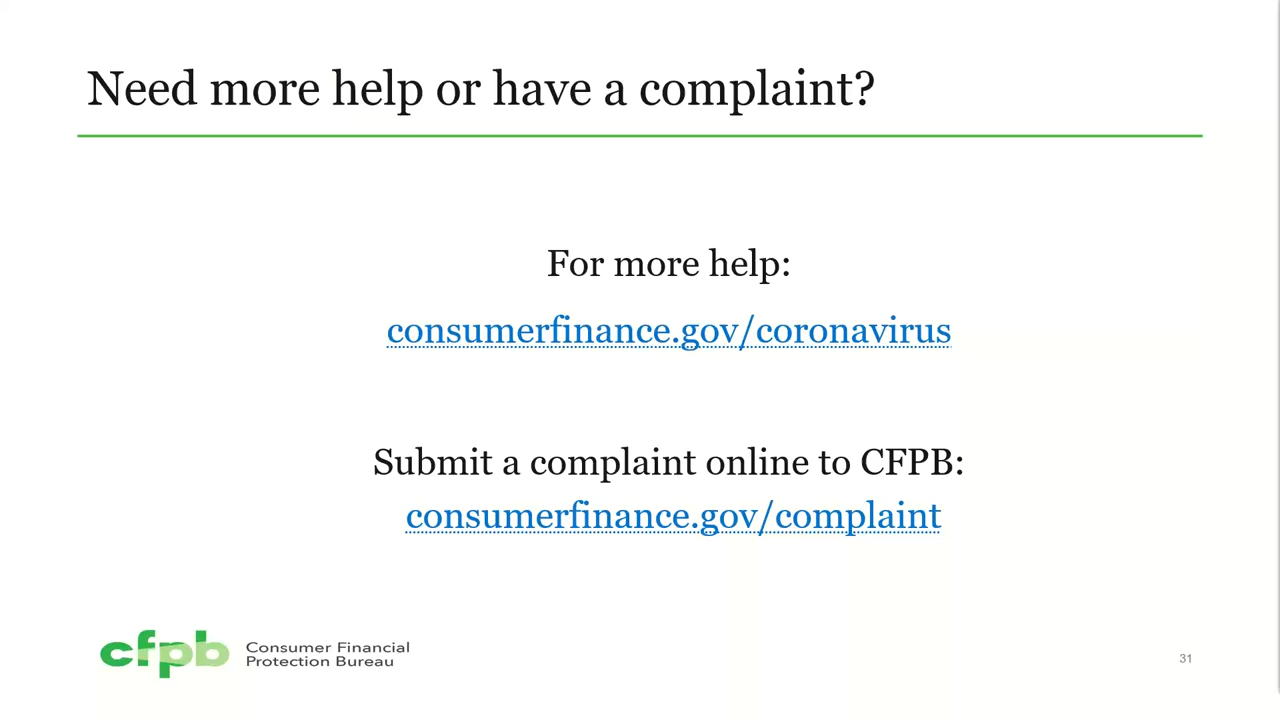 Need more help or have a complaint?
For more help:
consumerfinance.gov/coronavirus
Submit a complaint online to CFPB:
consumerfinance.gov/complaint
cfpb
Consumer Financial
Protection Bureau
31